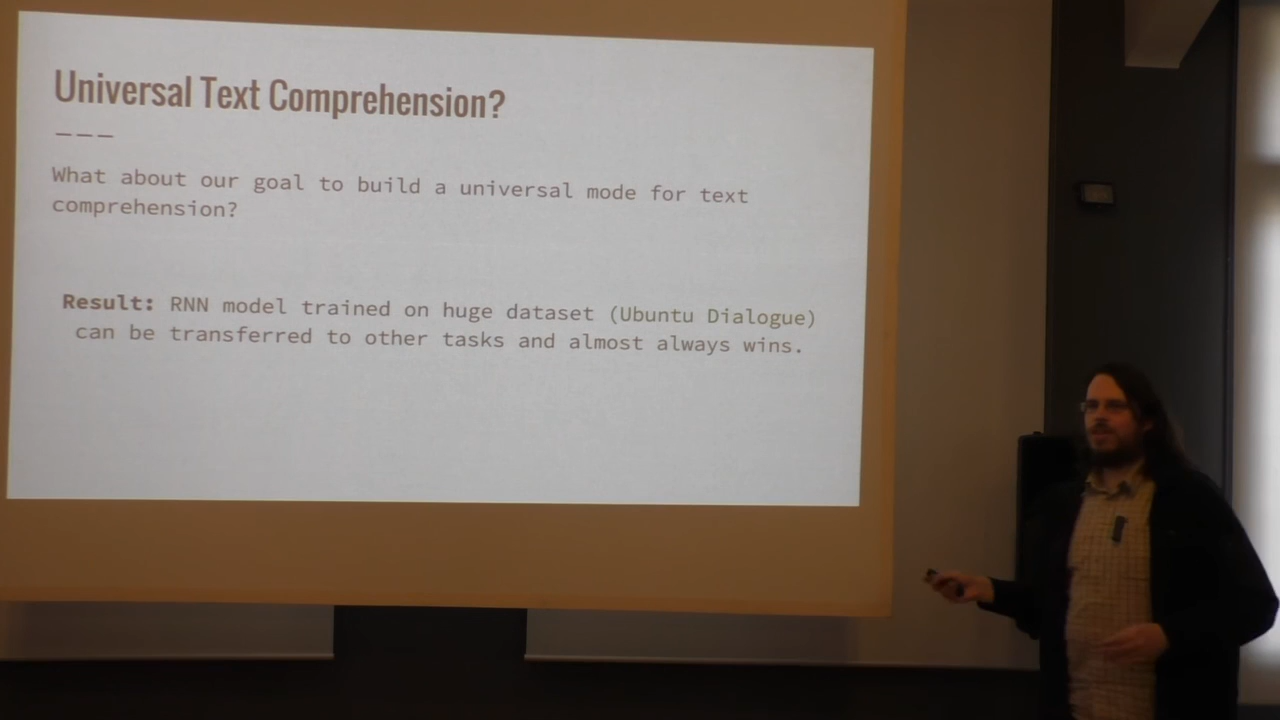 Universal Text Comprehension?
---
What about our goal to build a universal mode for text
comprehension?
Result: RNN model trained on huge dataset (Ubuntu Dialogue)
can be transferred to other tasks and almost always wins.